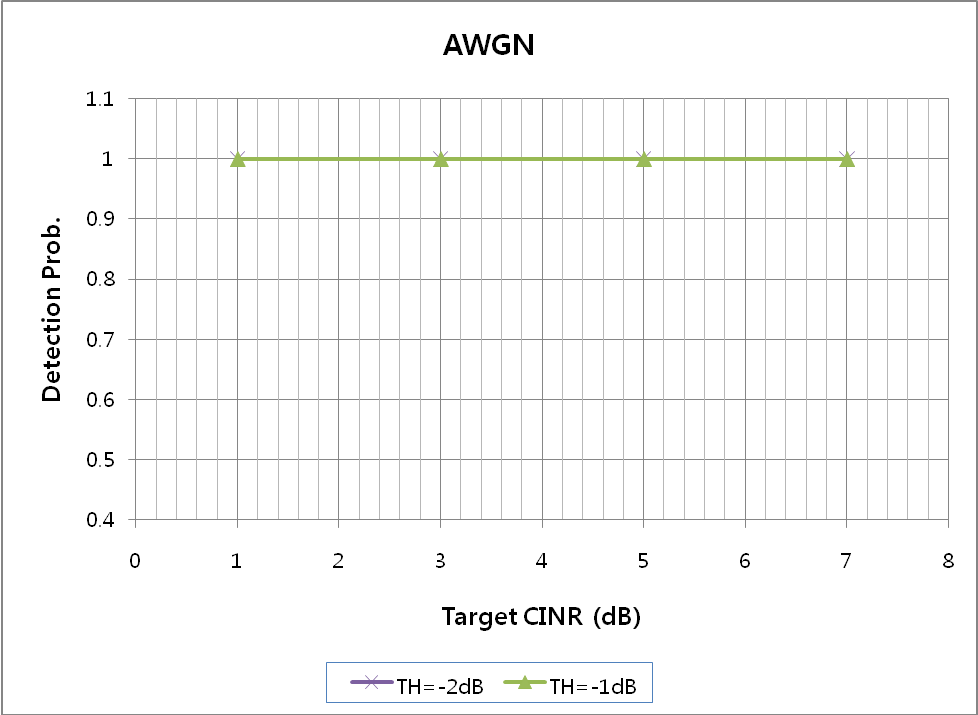 AWGN
1.1
1
0.9
0.8
0.7
0.6
0.5
0.4
Detection Prob.
0 1 2 3 4 5 6 7 8
Target CINR (dB)
TH=-2dB TH=-1dB